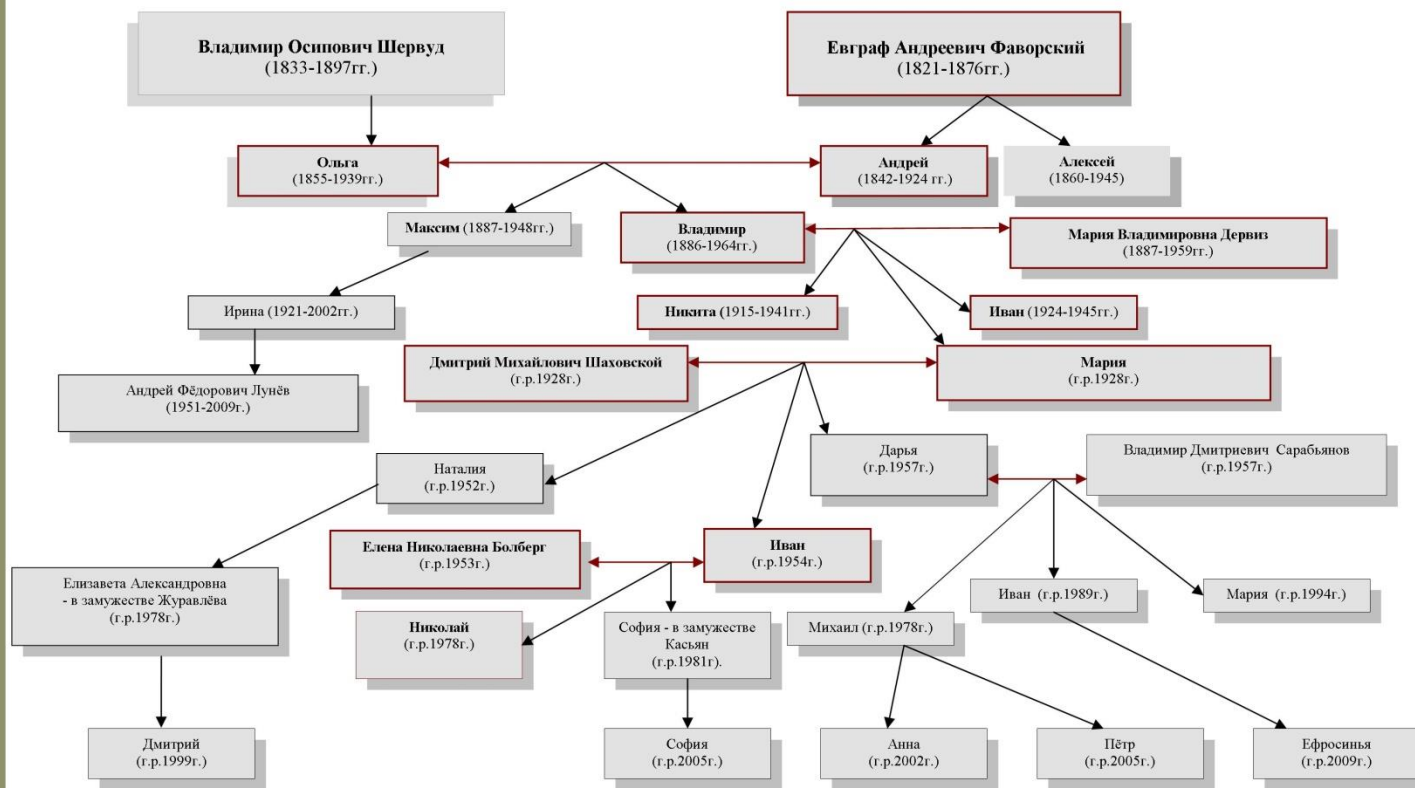 Владимир Осипович Шервуд
(1833-1897гг.)
Евграф Андреевич Фаворский
(1821-1876гг.)
Ольга
(1855-1939гг.)
Андрей
(1842-1924 гг.)
Алексей
(1860-1945)
Максим (1887-1948гг.)
Владимир
(1886-1964гг.)
Мария Владимировна Дервиз
(1887-1959гг.)
Ирина (1921-2002гг.)
Никита (1915-1941гг.)
Иван (1924-1945гг.)
Дмитрий Михайлович Шаховской
(г.р.1928г.)
Мария
(г.р.1928г.)
Андрей Фёдорович Лунёв
(1951-2009г.)
Наталия
(г.р.1952г.)
Дарья
(г.р.1957г.)
Владимир Дмитриевич Сарабьянов
(г.р.1957г.)
Елена Николаевна Болберг
(г.р.1953г.)
Иван
(г.р.1954г.)
Елизавета Александровна
- в замужестве Журавлёва
(г.р.1978г.)
Николай
(г.р.1978г.)
София - в замужестве
Касьян
(г.р.1981г).
Михаил (г.р.1978г.)
Иван (г.р.1989г.)
Мария (г.р.1994г.)
Дмитрий
(г.р.1999г.)
София
(г.р.2005г.)
Анна
(г.р.2002г.)
Пётр
(г.р.2005г.)
Ефросинья
(г.р.2009г.)